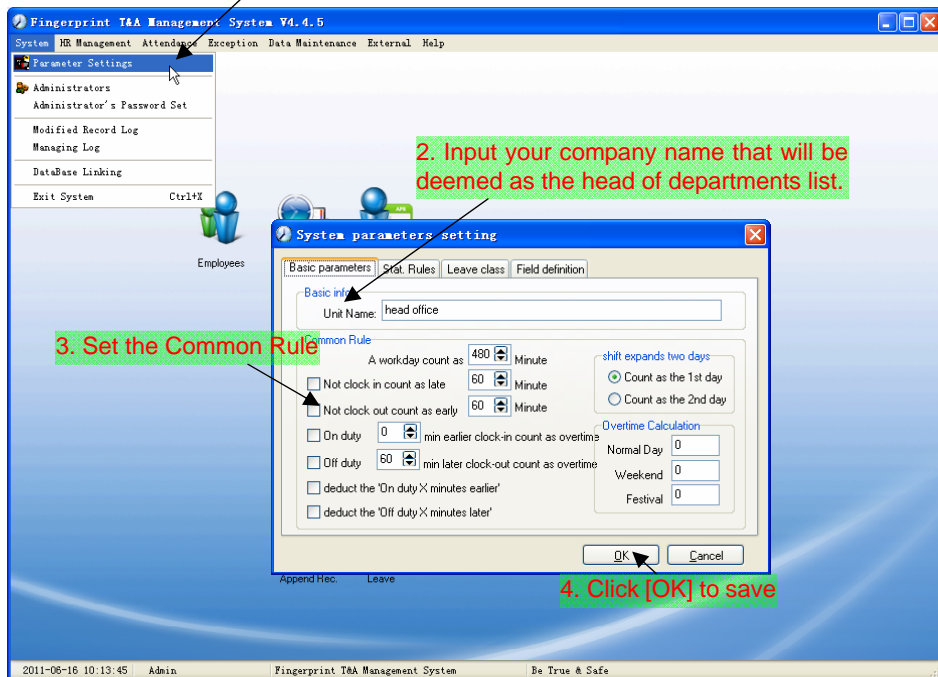 Fingerprint T&A Management System V4.4.5
System HR Management Attendance Exception Data Maintenance External Help
Parameter Settings
Administrators
Administrator's Password Set
Modified Record Log
Managing Log
DataBase Linking
Exit System Ctrl+X
2. Input your company name that will be
deemed as the head of departments list.
Employees
System parameters setting
Basic parameters Stat. Rules Leave class Field definition
Basic info
Unit Name: head office
3. Set the Common Rule
Common Rule
A workday count as 480 Minute
Not clock in count as late 60 Minute
Not clock out count as early 60 Minute
On duty 0 min earlier clock-in count as overtime
Off duty 60 min later clock-out count as overtime
deduct the 'On duty X minutes earlier'
deduct the 'Off duty X minutes later'
shift expands two days
Count as the 1st day
Count as the 2nd day
Overtime Calculation
Normal Day 0
Weekend 0
Festival 0
OK Cancel
Append Rec. Leave
4. Click [OK] to save
2011-06-16 10:13:45 Admin Fingerprint T&A Management System Be True & Safe